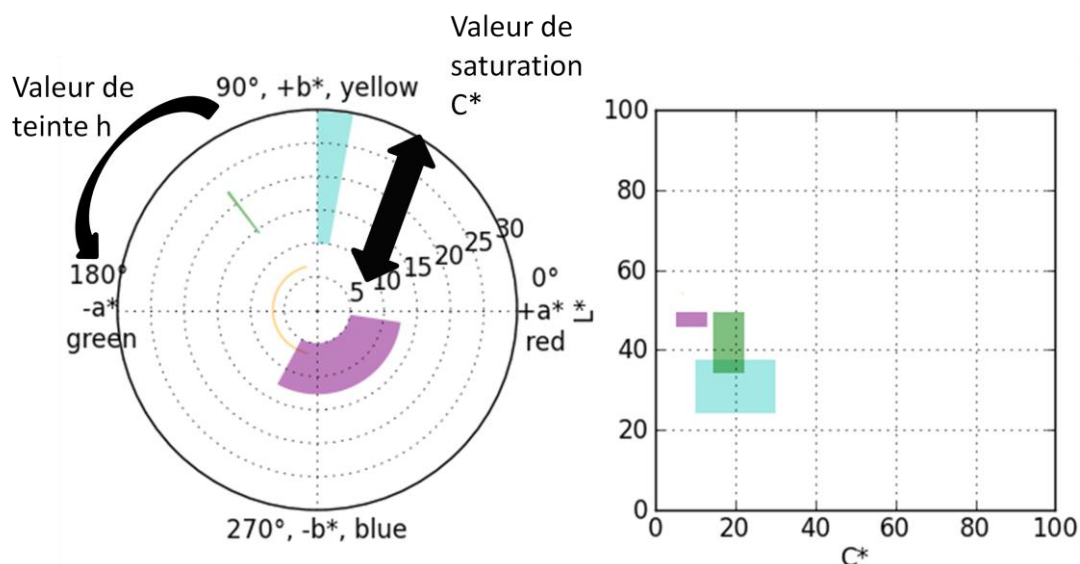 Valeur de
saturation
C*
Valeur de
teinte h
90°, +b*, yellow
180°
-a*
green
5 10 15 20 25 30
0°
+a*
red
270°, -b*, blue
L*
100
80
60
40
20
0
0 20 40 60 80 100
C*